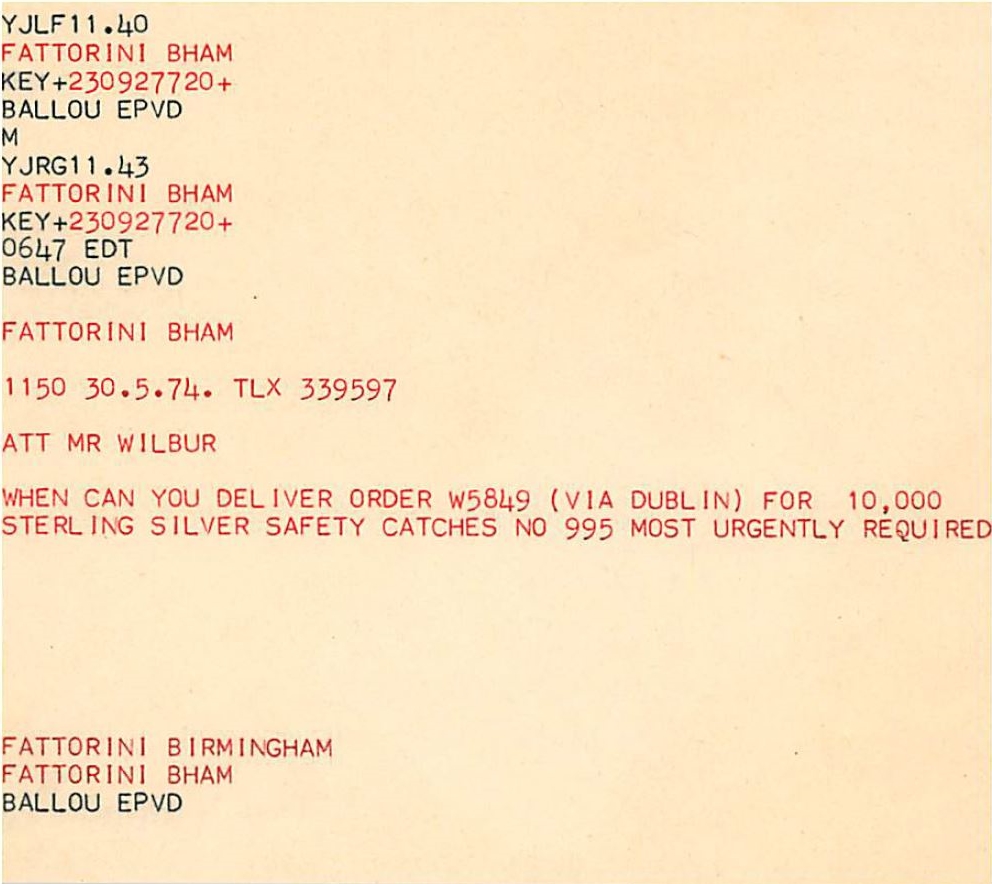 YJLF11.40
FATTORINI BHAM
KEY+230927720+
BALLOU EPVD
M
YJRG11.43
FATTORINI BHAM
KEY+230927720+
0647 EDT
BALLOU EPVD
FATTORINI BHAM
1150 30.5.74. TLX 339597
ATT MR WILBUR
WHEN CAN YOU DELIVER ORDER W5849 (VIA DUBLIN) FOR 10,000
STERLING SILVER SAFETY CATCHES NO 995 MOST URGENTLY REQUIRED
FATTORINI BIRMINGHAM
FATTORINI BHAM
BALLOU EPVD